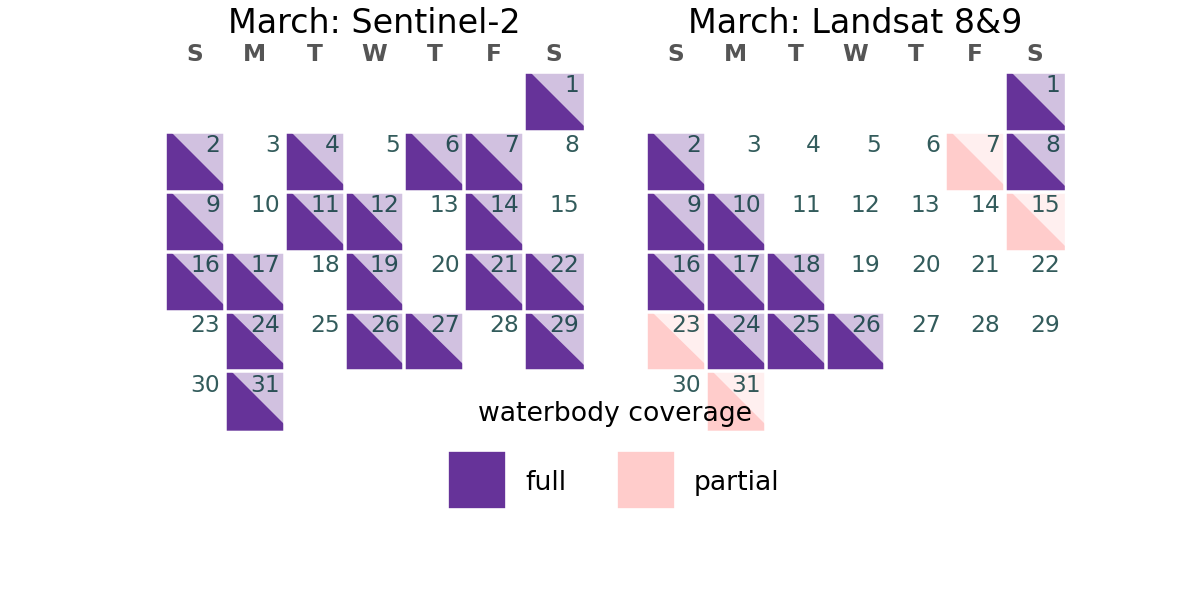 March: Sentinel-2
S M T W T F S
1
2 3 4 5 6 7 8
9 10 11 12 13 14 15
16 17 18 19 20 21 22
23 24 25 26 27 28 29
30 31
March: Landsat 8&9
S M T W T F S
1
2 3 4 5 6 7 8
9 10 11 12 13 14 15
16 17 18 19 20 21 22
23 24 25 26 27 28 29
30 31
waterbody coverage
full partial